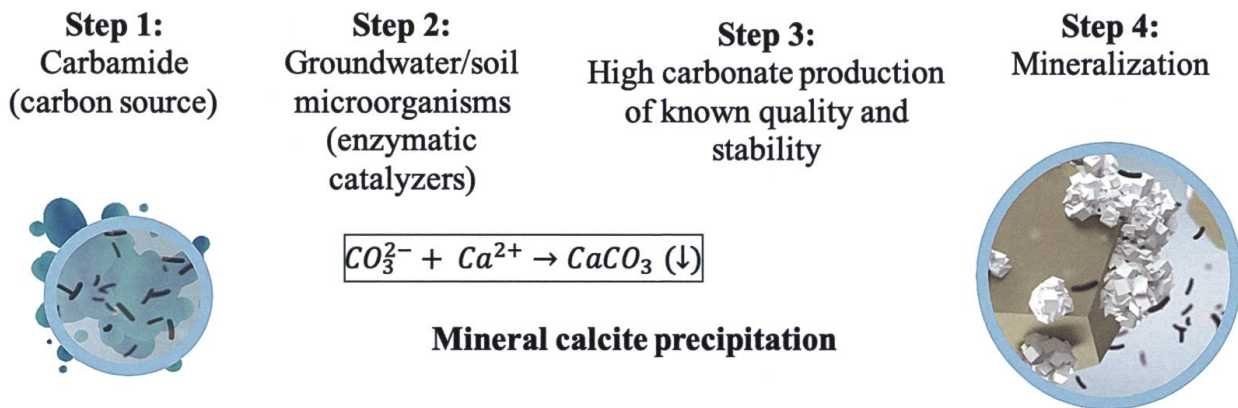 Step 1:
Carbamide
(carbon source)
Step 2:
Groundwater/soil
microorganisms
(enzymatic
catalyzers)
Step 3:
High carbonate production
of known quality and
stability
Step 4:
Mineralization
CO₃²⁻ + Ca²⁺ → CaCO₃ (↓)
Mineral calcite precipitation